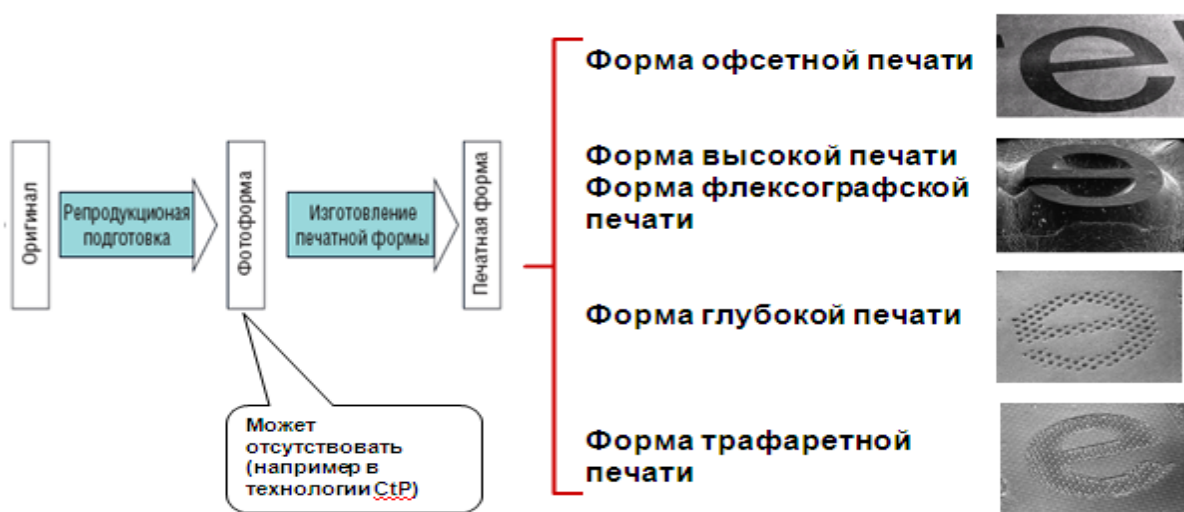 Оригинал
Репродукционая
подготовка
Фотоформа
Изготовление
печатной формы
Печатная форма
Может
отсутствовать
(например в
технологии CtP)
Форма офсетной печати
Форма высокой печати
Форма флексографской
печати
Форма глубокой печати
Форма трафаретной
печати
e
e
e
e